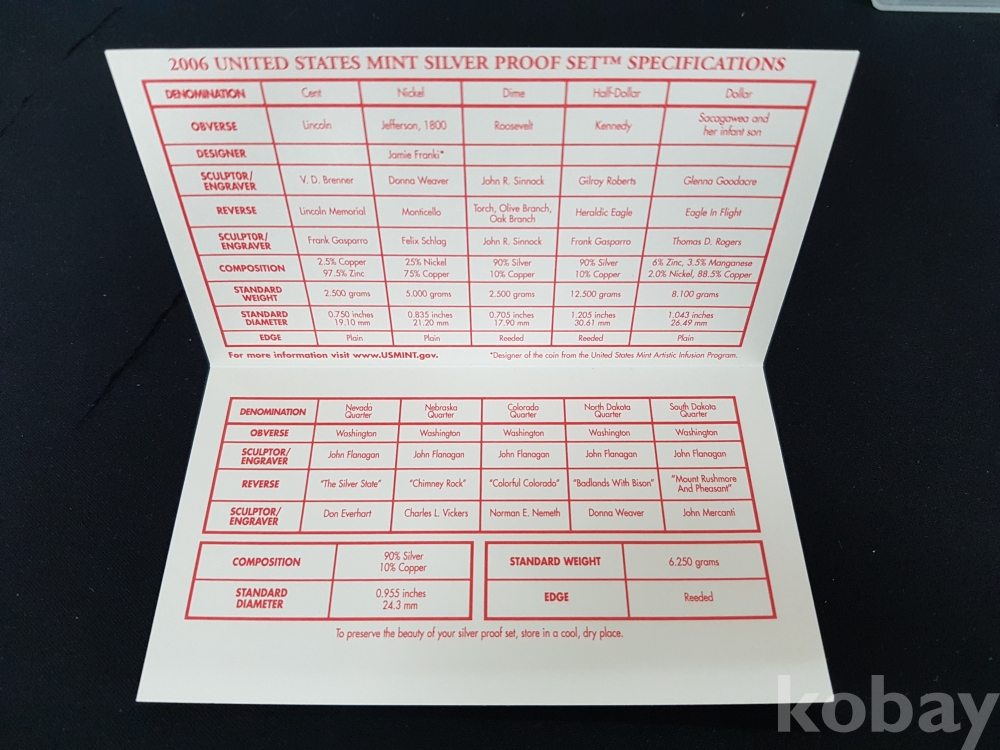 2006 UNITED STATES MINT SILVER PROOF SET™ SPECIFICATIONS
DENOMINATION Cent Nickel Dime Half-Dollar Dollar
OBVERSE Lincoln Jefferson, 1800 Roosevelt Kennedy Sacagawea and
her infant son
DESIGNER Jamie Franki*
SCULPTOR/
ENGRAVER V. D. Brenner Donna Weaver John R. Sinnock Gilroy Roberts Glenna Goodacre
REVERSE Lincoln Memorial Monticello Torch, Olive Branch,
Oak Branch Heraldic Eagle Eagle In Flight
SCULPTOR/
ENGRAVER Frank Gasparro Felix Schlag John R. Sinnock Frank Gasparro Thomas D. Rogers
COMPOSITION 2.5% Copper 25% Nickel 90% Silver 90% Silver 6% Zinc, 3.5% Manganese
97.5% Zinc 75% Copper 10% Copper 10% Copper 2.0% Nickel, 88.5% Copper
STANDARD
WEIGHT 2.500 grams 5.000 grams 2.500 grams 12.500 grams 8.100 grams
STANDARD 0.750 inches 0.835 inches 0.705 inches 1.205 inches 1.043 inches
DIAMETER 19.10 mm 21.20 mm 17.90 mm 30.61 mm 26.49 mm
EDGE Plain Plain Reeded Reeded Plain
For more information visit www.USMINT.gov. *Designer of the coin from the United States Mint Artistic Infusion Program.
DENOMINATION Nevada Nebraska Colorado North Dakota South Dakota
Quarter Quarter Quarter Quarter Quarter
OBVERSE Washington Washington Washington Washington Washington
SCULPTOR/
ENGRAVER John Flanagan John Flanagan John Flanagan John Flanagan John Flanagan
REVERSE "The Silver State" "Chimney Rock" "Colorful Colorado" "Badlands With Bison" "Mount Rushmore
And Pheasant"
SCULPTOR/
ENGRAVER Don Everhart Charles L. Vickers Norman E. Nemeth Donna Weaver John Mercanti
COMPOSITION 90% Silver
10% Copper STANDARD WEIGHT 6.250 grams
STANDARD 0.955 inches
DIAMETER 24.3 mm EDGE Reeded
To preserve the beauty of your silver proof set, store in a cool, dry place.
kobay